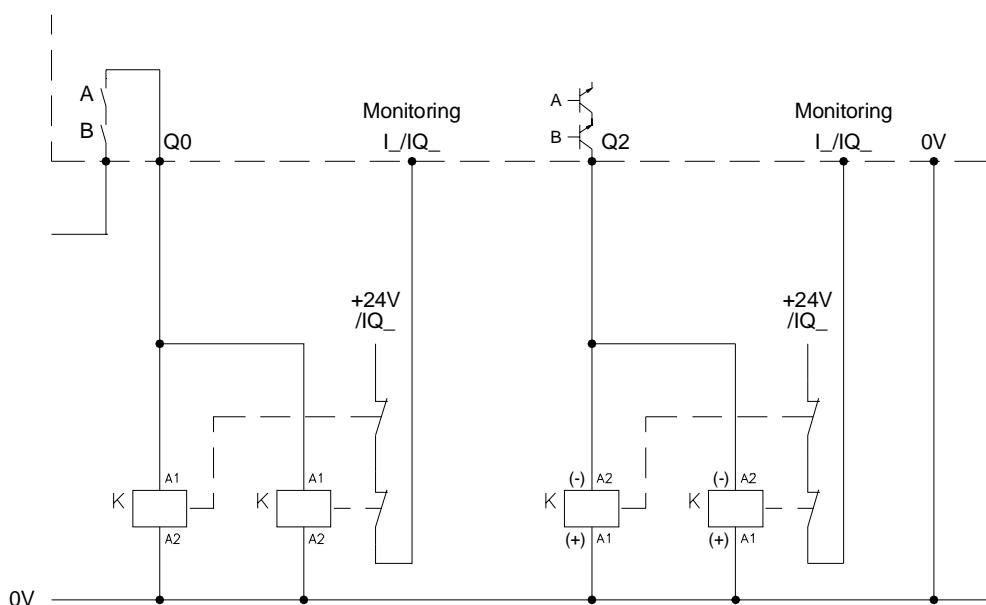 A
B
Q0
Monitoring
I_/IQ_
A
B
Q2
Monitoring
I_/IQ_
0V
+24V
/IQ_
+24V
/IQ_
K
A1
A2
K
A1
A2
K
(-) A2
(+) A1
K
(-) A2
(+) A1
0V